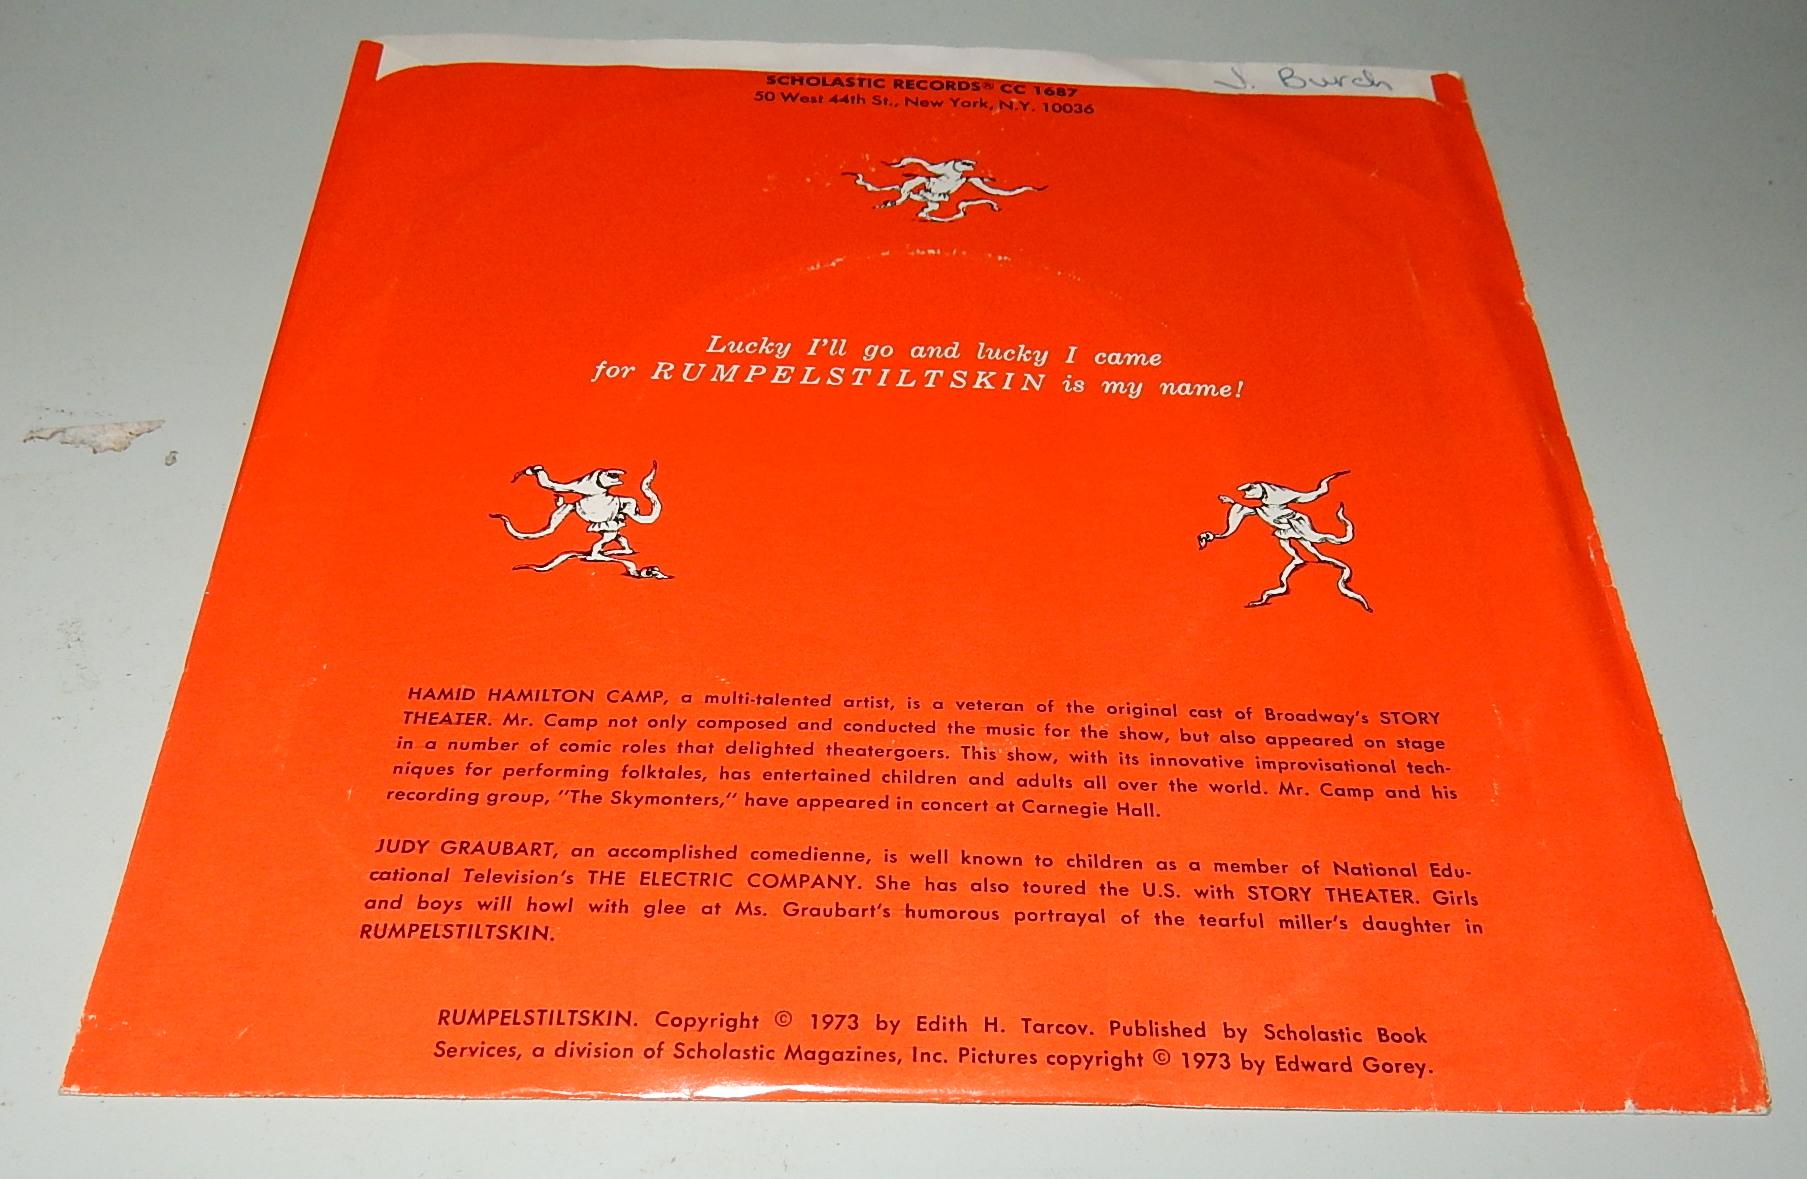 J. Burch
SCHOLASTIC RECORDS® CC 1687
50 West 44th St., New York, N.Y. 10036
Lucky I'll go and lucky I came
for RUMPELSTILTSKIN is my name!
HAMID HAMILTON CAMP, a multi-talented artist, is a veteran of the original cast of Broadway's STORY
THEATER. Mr. Camp not only composed and conducted the music for the show, but also appeared on stage
in a number of comic roles that delighted theatergoers. This show, with its innovative improvisational tech-
niques for performing folktales, has entertained children and adults all over the world. Mr. Camp and his
recording group, "The Skymonters," have appeared in concert at Carnegie Hall.
JUDY GRAUBART, an accomplished comedienne, is well known to children as a member of National Edu-
cational Television's THE ELECTRIC COMPANY. She has also toured the U.S. with STORY THEATER. Girls
and boys will howl with glee at Ms. Graubart's humorous portrayal of the tearful miller's daughter in
RUMPELSTILTSKIN.
RUMPELSTILTSKIN. Copyright © 1973 by Edith H. Tarcov. Published by Scholastic Book
Services, a division of Scholastic Magazines, Inc. Pictures copyright © 1973 by Edward Gorey.